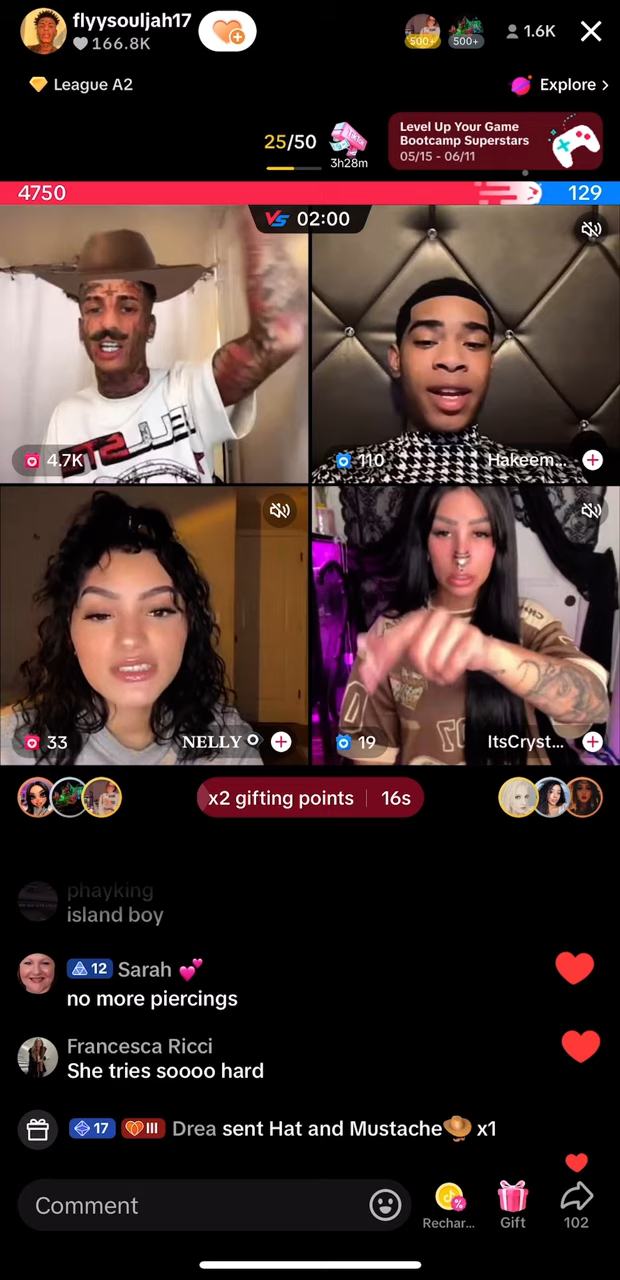 flyysouljah17
166.8K
500+
500+
1.6K
League A2
Explore >
25/50
3h28m
Level Up Your Game
Bootcamp Superstars
05/15 - 06/11
4750
129
VS 02:00
4.7K
110
Hakeem...
33
NELLY
19
ItsCryst...
x2 gifting points | 16s
phayking
island boy
12 Sarah 💕
no more piercings
Francesca Ricci
She tries soooo hard
17 III Drea sent Hat and Mustache x1
Comment
Rechar...
Gift
102